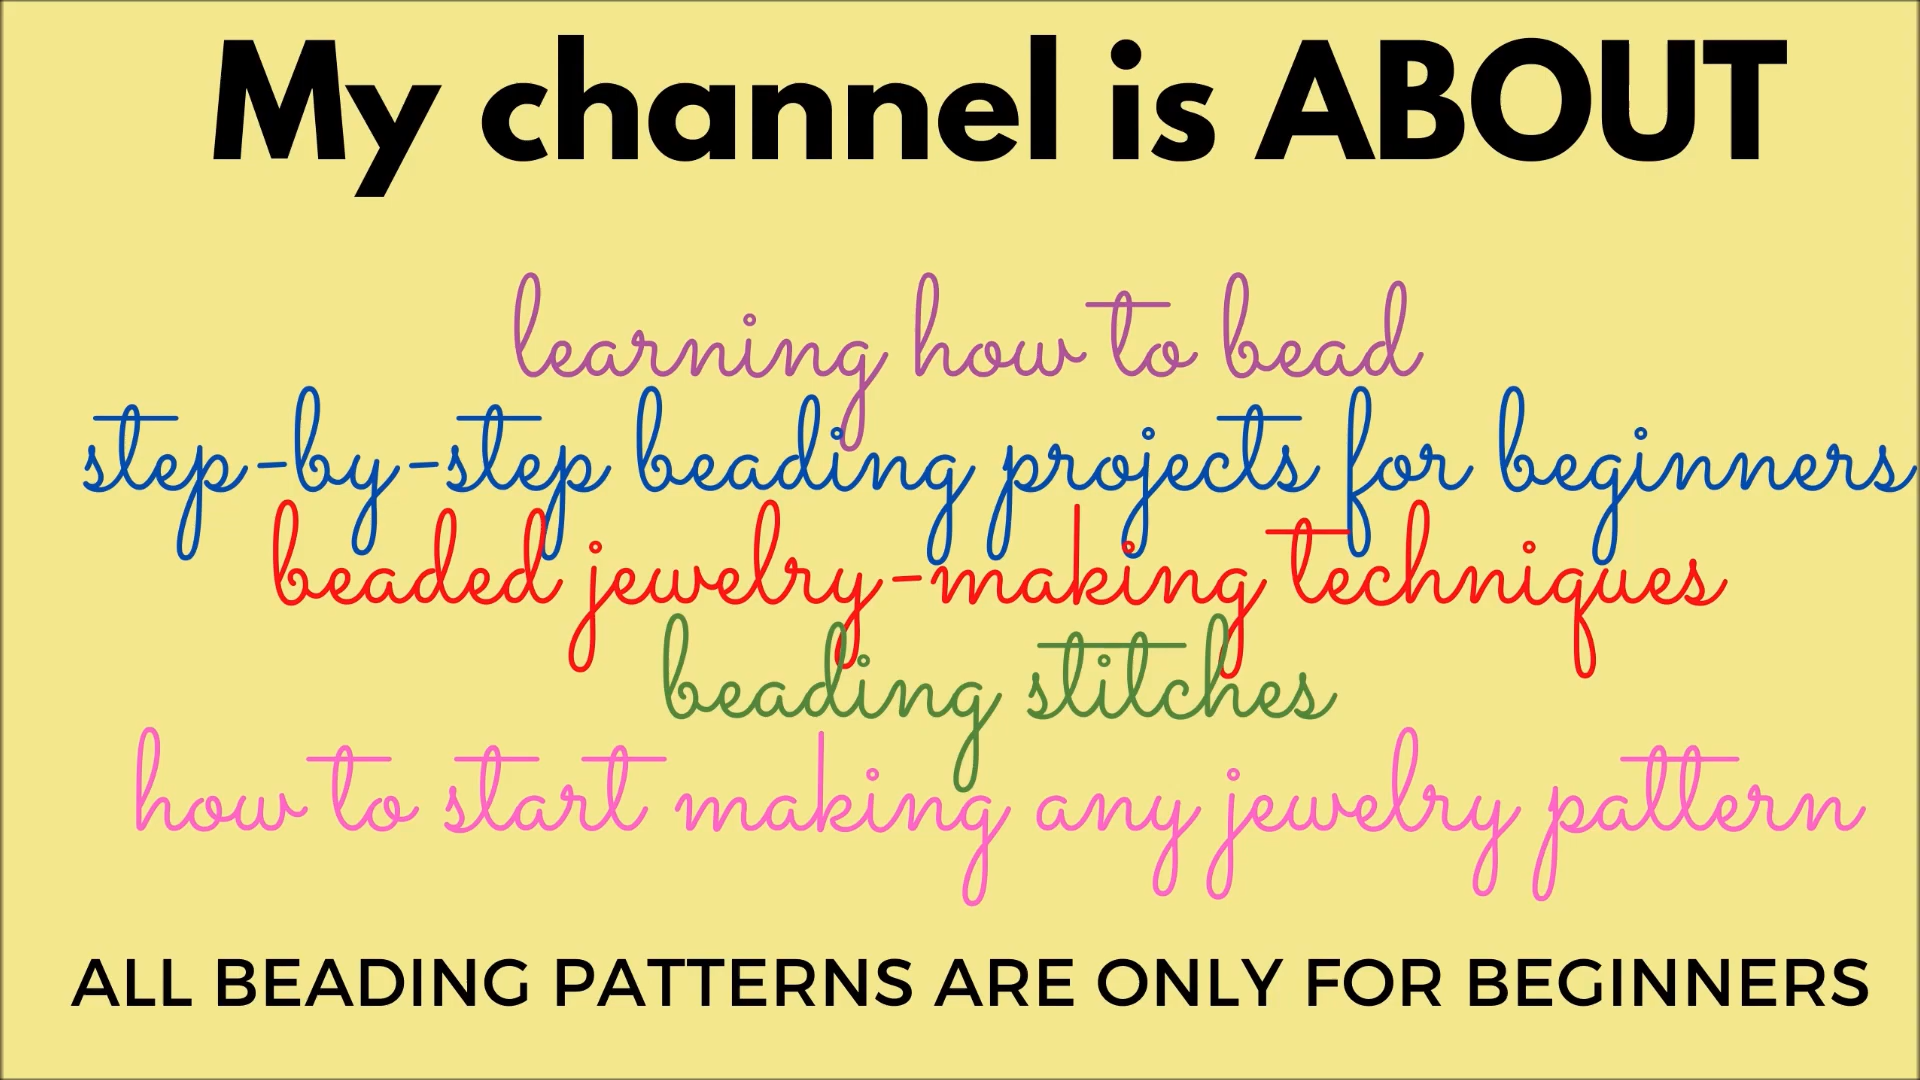 My channel is ABOUT
learning how to bead
step-by-step beading projects for beginners
beaded jewelry-making techniques
beading stitches
how to start making any jewelry pattern
ALL BEADING PATTERNS ARE ONLY FOR BEGINNERS